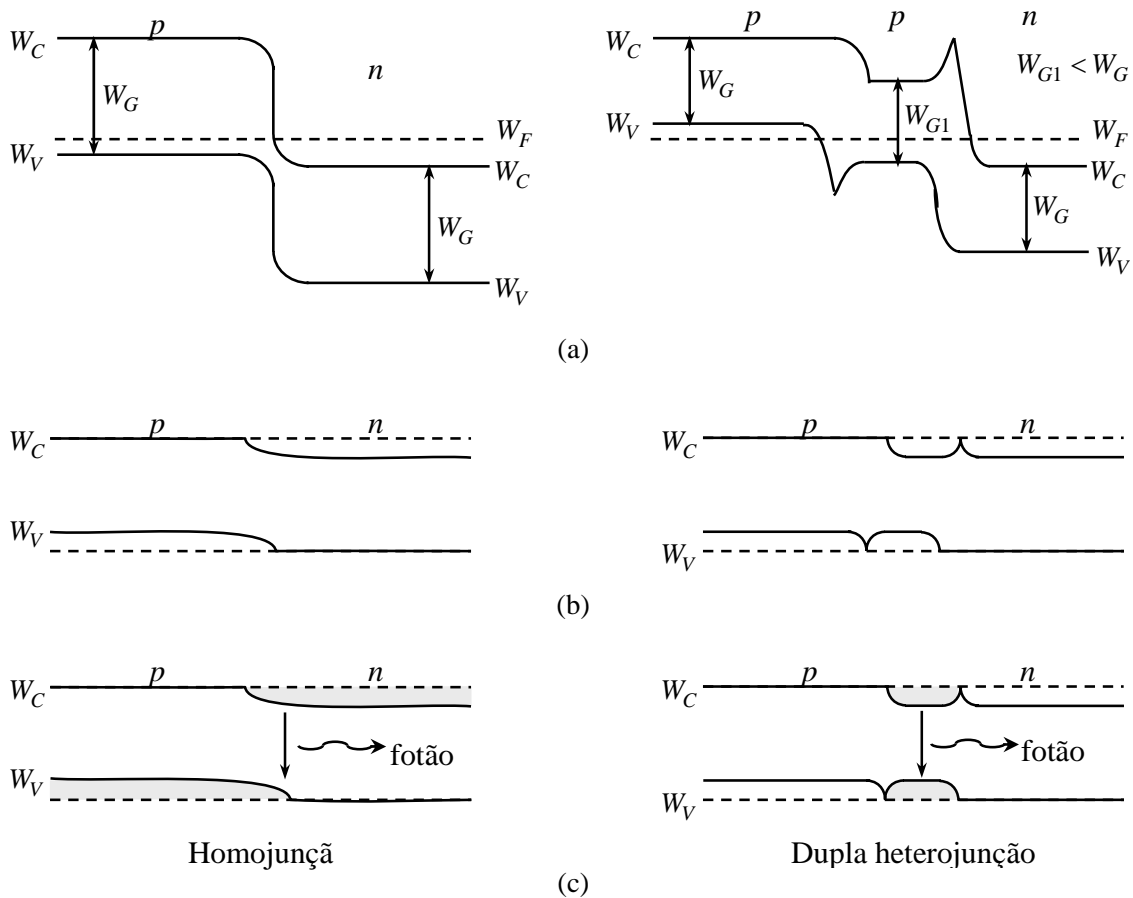 p
n
W_C
W_G
W_V
W_F
W_C
W_G
W_V
p p n
W_C
W_G
W_V
W_G1
W_G1 < W_G
W_F
W_C
W_G
W_V
(a)
W_C p n
W_V
W_C p n
W_V
(b)
W_C p n
fotão
W_V
W_C p n
fotão
W_V
Homojunçã
Dupla heterojunção
(c)